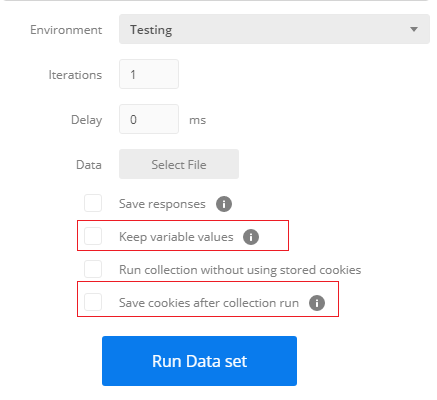 Environment Testing
Iterations 1
Delay 0 ms
Data Select File
Save responses i
Keep variable values i
Run collection without using stored cookies
Save cookies after collection run i
Run Data set